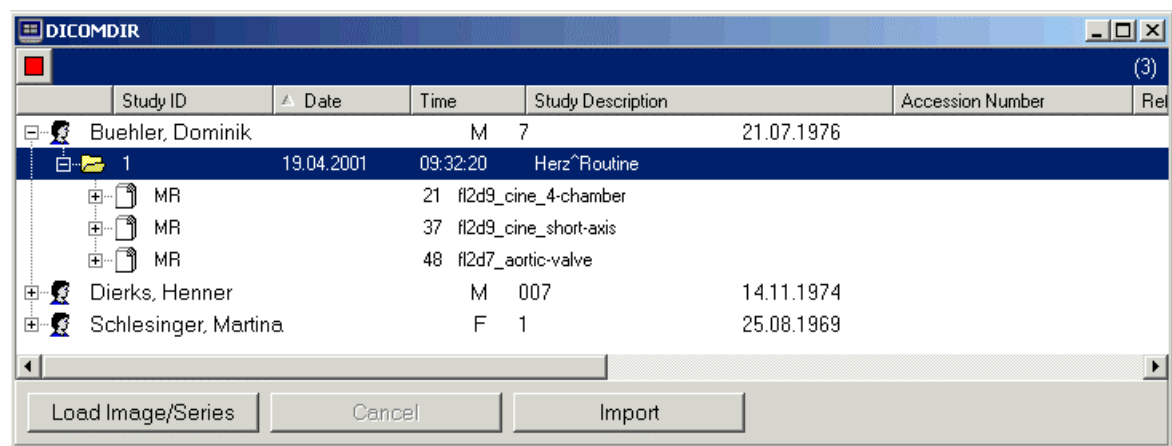 DICOMDIR
(3)
Study ID Date Time Study Description Accession Number Rel
Buehler, Dominik M 7 21.07.1976
1 19.04.2001 09:32:20 Herz^Routine
MR 21 fl2d9_cine_4-chamber
MR 37 fl2d9_cine_short-axis
MR 48 fl2d7_aortic-valve
Dierks, Henner M 007 14.11.1974
Schlesinger, Martina F 1 25.08.1969
Load Image/Series Cancel Import